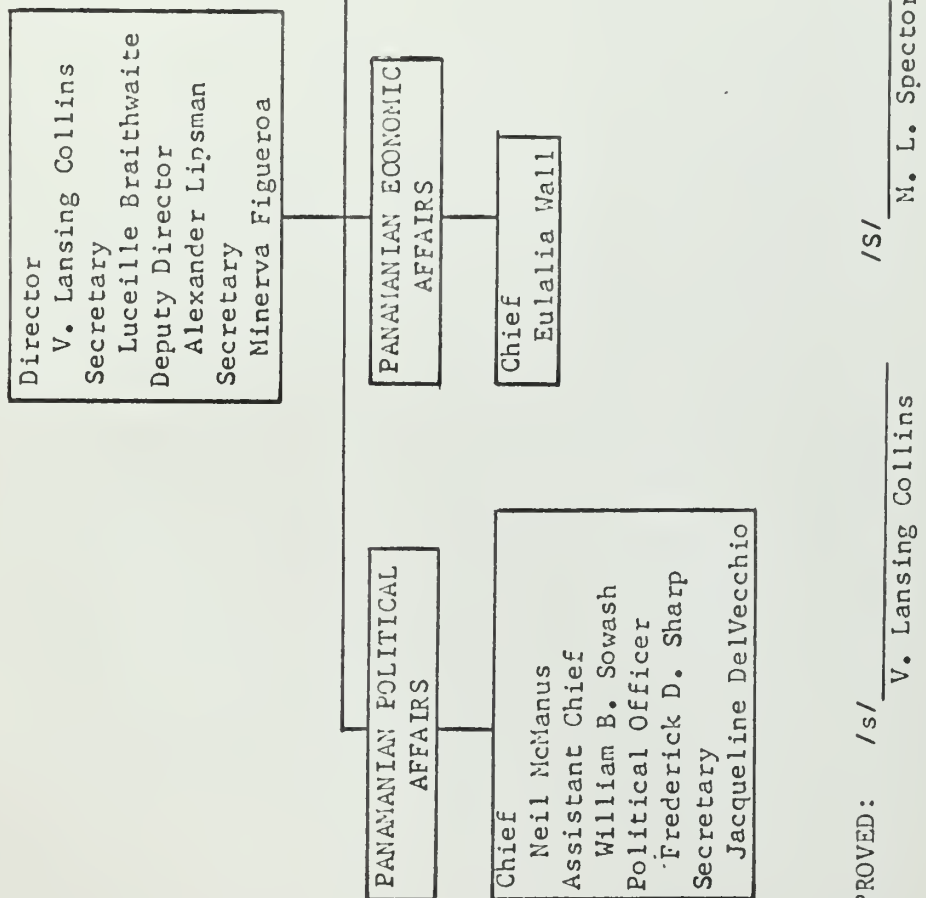 Director
V. Lansing Collins
Secretary
Luceille Braithwaite
Deputy Director
Alexander Lipsman
Secretary
Minerva Figueroa
PANAMANIAN POLITICAL
AFFAIRS
Chief
Neil McManus
Assistant Chief
William B. Sowash
Political Officer
Frederick D. Sharp
Secretary
Jacqueline DelVecchio
PANAMANIAN ECONOMIC
AFFAIRS
Chief
Eulalia Wall
PROVED: /s/
V. Lansing Collins
/S/
M. L. Spector